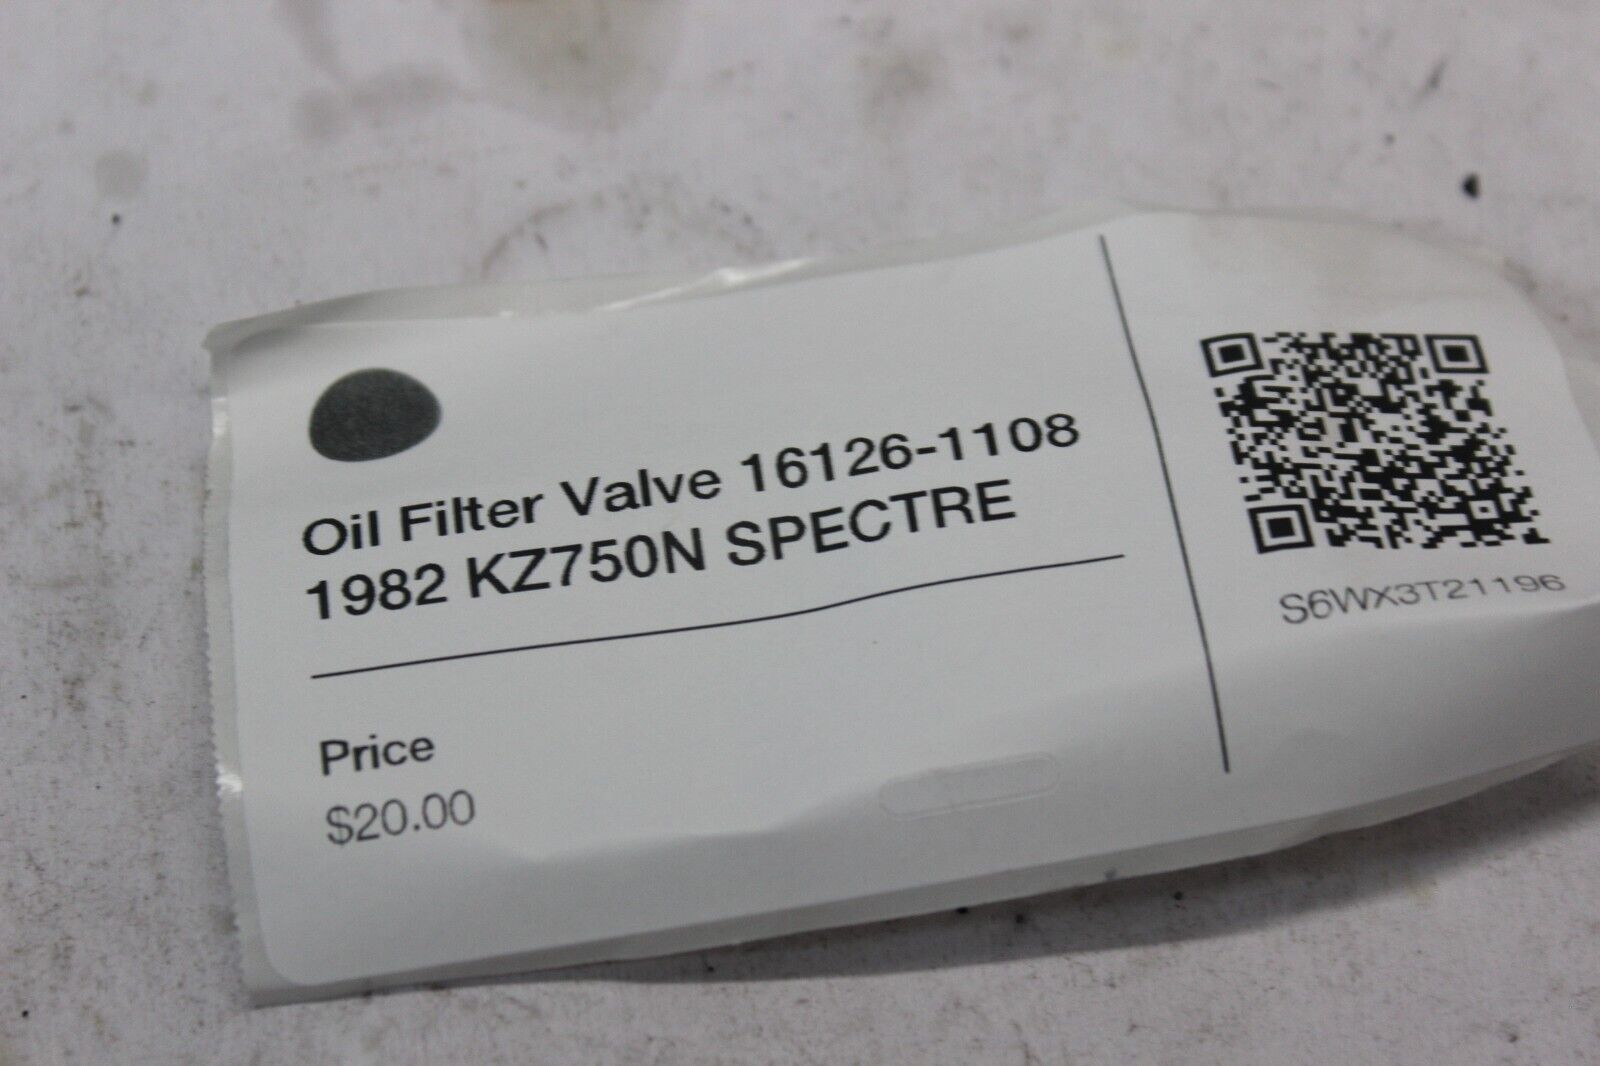 Oil Filter Valve 16126-1108
1982 KZ750N SPECTRE
Price
$20.00
S6WX3T21196